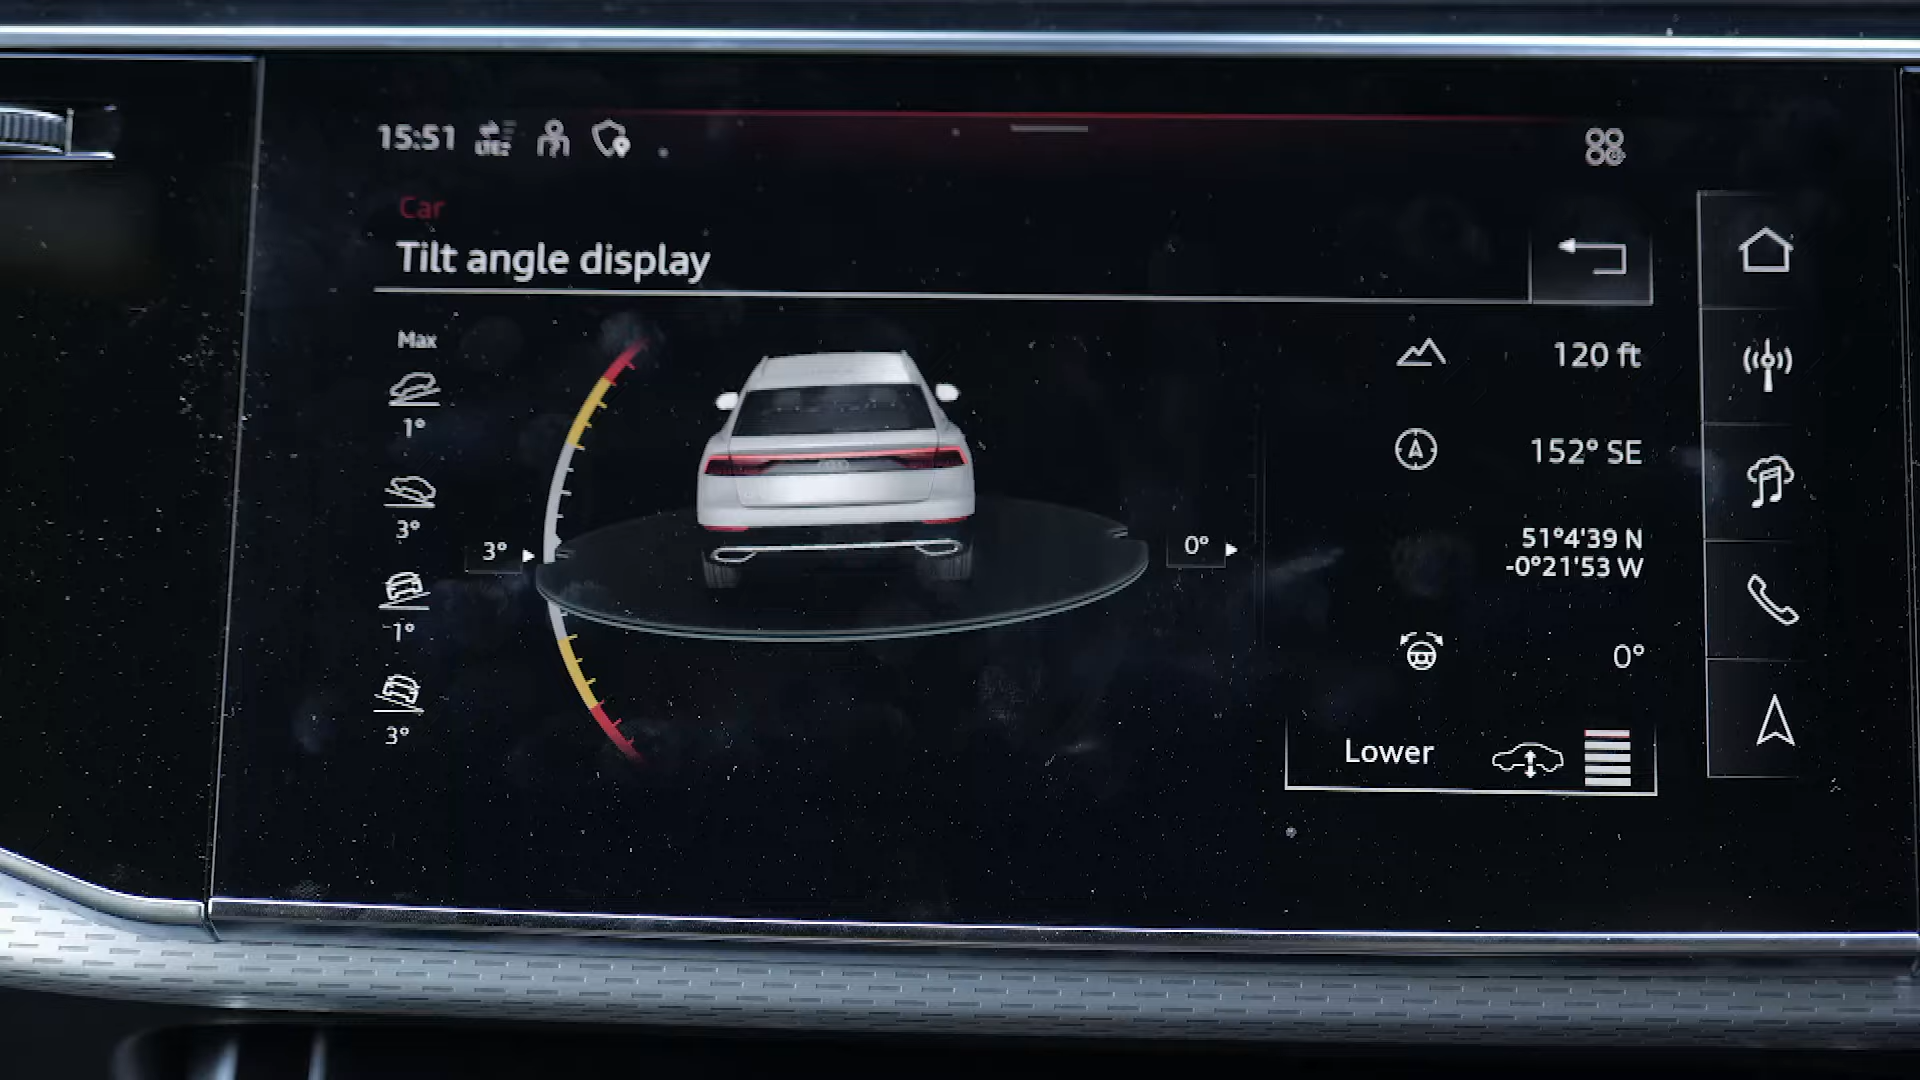 15:51
Car
Tilt angle display
Max
1°
3°
1°
3°
3°
0°
120 ft
152° SE
51°4'39 N
-0°21'53 W
0°
Lower